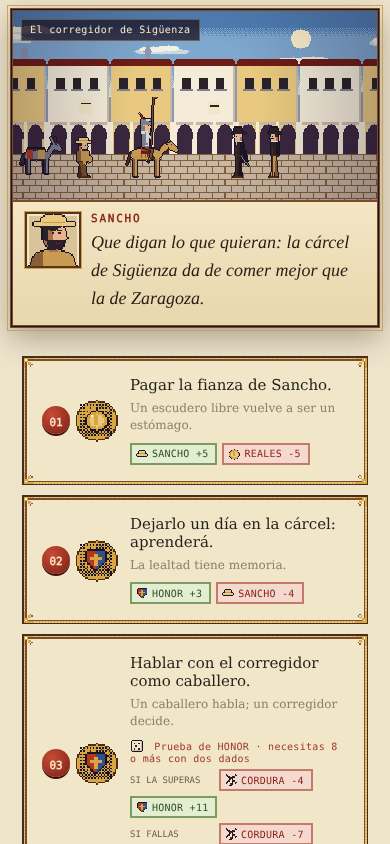 El corregidor de Sigüenza
SANCHO
Que digan lo que quieran: la cárcel
de Sigüenza da de comer mejor que
la de Zaragoza.
01
Pagar la fianza de Sancho.
Un escudero libre vuelve a ser un
estómago.
SANCHO +5 REALES -5
02
Dejarlo un día en la cárcel:
aprenderá.
La lealtad tiene memoria.
HONOR +3 SANCHO -4
03
Hablar con el corregidor
como caballero.
Un caballero habla; un corregidor
decide.
Prueba de HONOR · necesitas 8
o más con dos dados
SI LA SUPERAS CORDURA -4
HONOR +11
SI FALLAS CORDURA -7